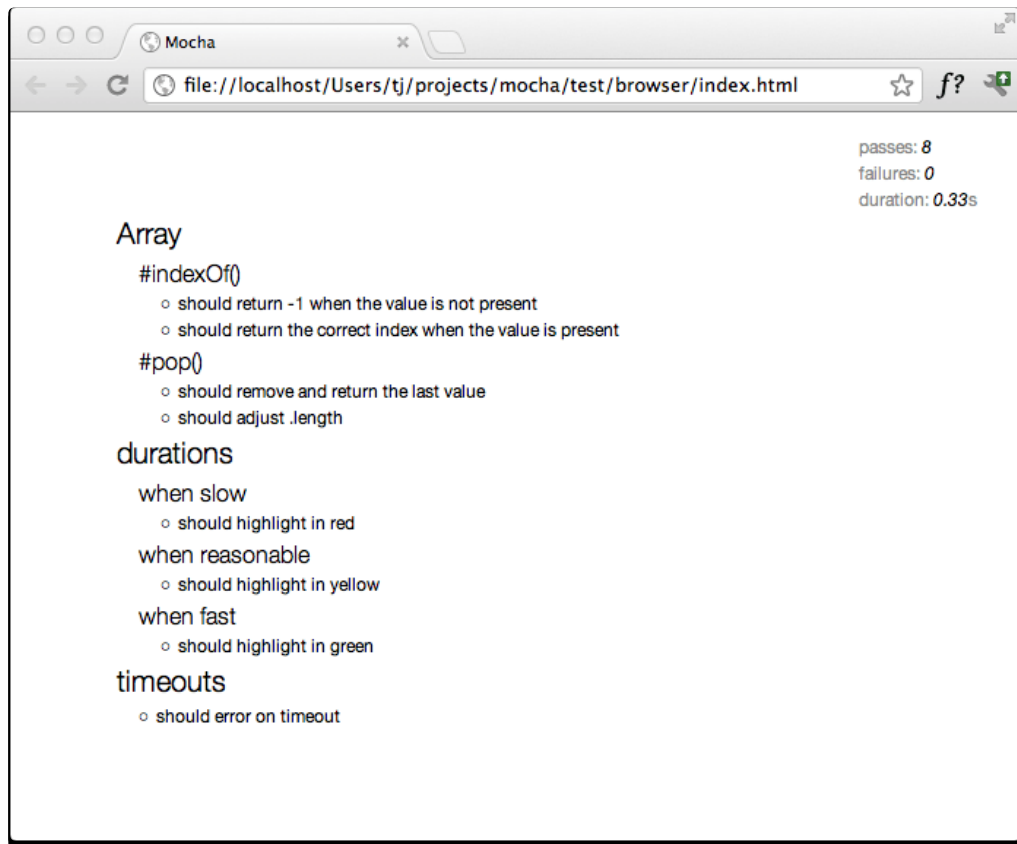 Mocha
file://localhost/Users/tj/projects/mocha/test/browser/index.html
f?
passes: 8
failures: 0
duration: 0.33s
Array
#indexOf()
should return -1 when the value is not present
should return the correct index when the value is present
#pop()
should remove and return the last value
should adjust .length
durations
when slow
should highlight in red
when reasonable
should highlight in yellow
when fast
should highlight in green
timeouts
should error on timeout